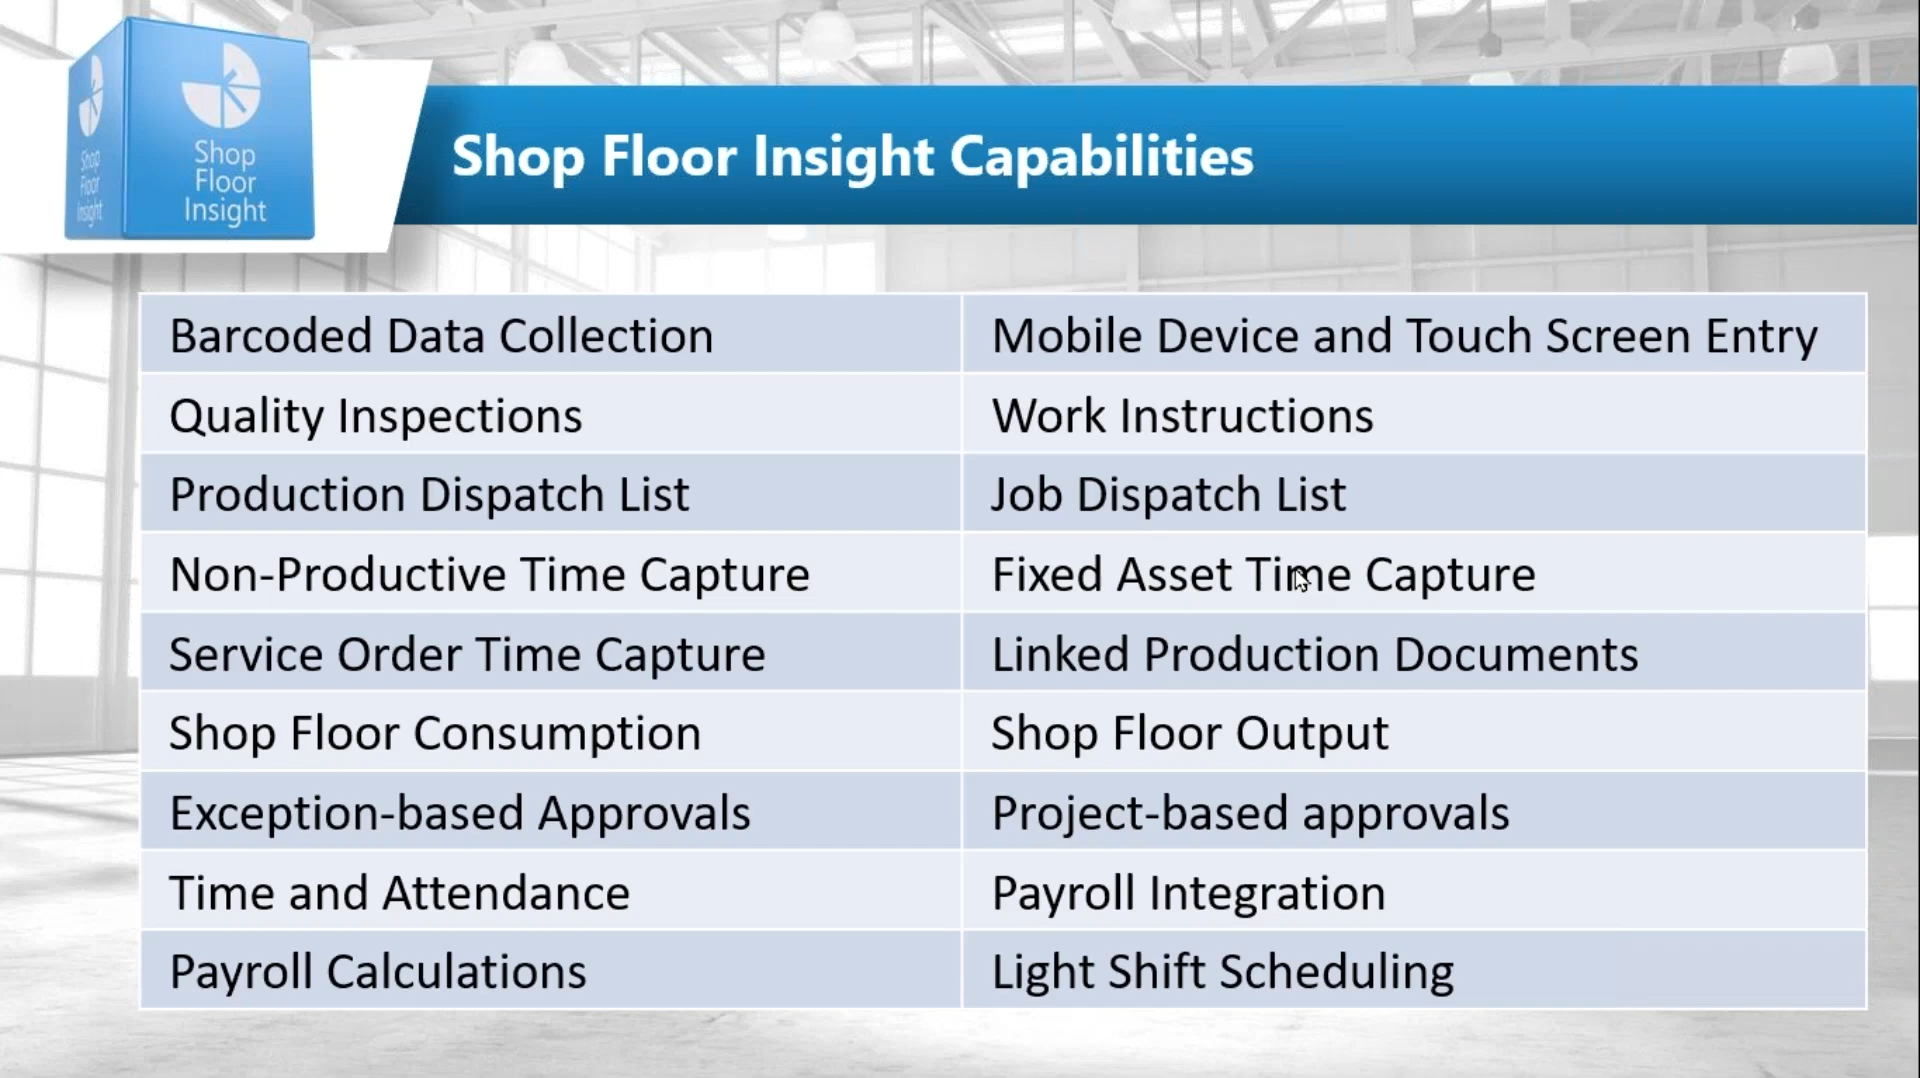 Shop
Floor
Insight
Shop
Floor
Insight
Shop Floor Insight Capabilities
Barcoded Data Collection
Mobile Device and Touch Screen Entry
Quality Inspections
Work Instructions
Production Dispatch List
Job Dispatch List
Non-Productive Time Capture
Fixed Asset Time Capture
Service Order Time Capture
Linked Production Documents
Shop Floor Consumption
Shop Floor Output
Exception-based Approvals
Project-based approvals
Time and Attendance
Payroll Integration
Payroll Calculations
Light Shift Scheduling